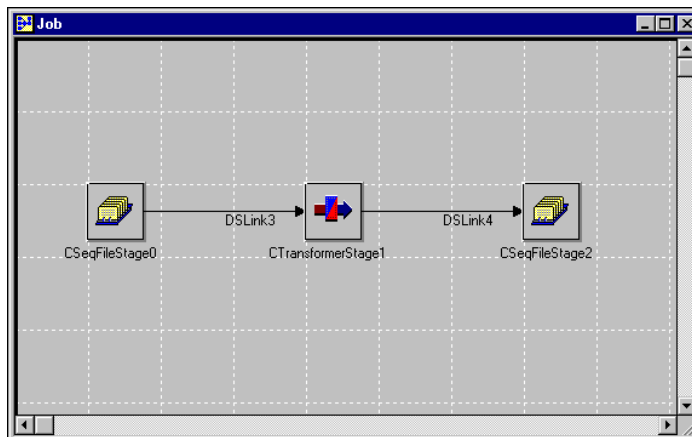 Job
DSLink3
DSLink4
CSeqFileStage0
CTransformerStage1
CSeqFileStage2